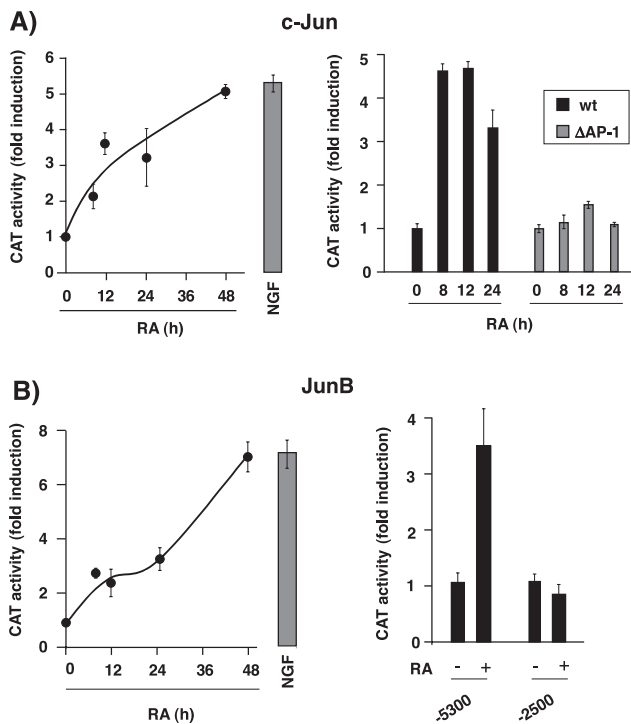 A)
c-Jun
CAT activity (fold induction)
6
5
4
3
2
1
0
0 12 24 36 48
RA (h)
NGF
CAT activity (fold induction)
5
4
3
2
1
0
0 8 12 24 0 8 12 24
RA (h)
wt
ΔAP-1
B)
JunB
CAT activity (fold induction)
8
6
4
2
0
0 12 24 36 48
RA (h)
NGF
CAT activity (fold induction)
4
3
2
1
0
RA - + - +
-5300 -2500